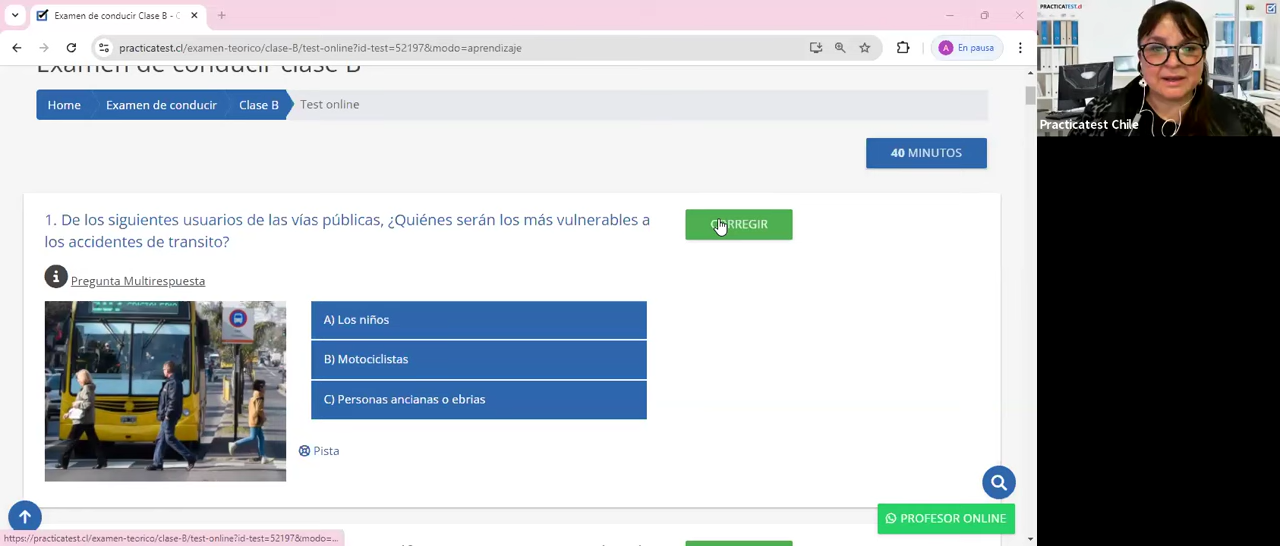 Examen de conducir Clase B - C
practicatest.cl/examen-teorico/clase-B/test-online?id-test=52197&modo=aprendizaje
A En pausa
PRACTICATEST.CL
Practicatest Chile
Examen de conducir clase B
Home Examen de conducir Clase B Test online
40 MINUTOS
1. De los siguientes usuarios de las vías públicas, ¿Quiénes serán los más vulnerables a
los accidentes de transito?
CORREGIR
Pregunta Multirespuesta
A) Los niños
B) Motociclistas
C) Personas ancianas o ebrias
Pista
PROFESOR ONLINE
https://practicatest.cl/examen-teorico/clase-B/test-online?id-test=52197&modo=...